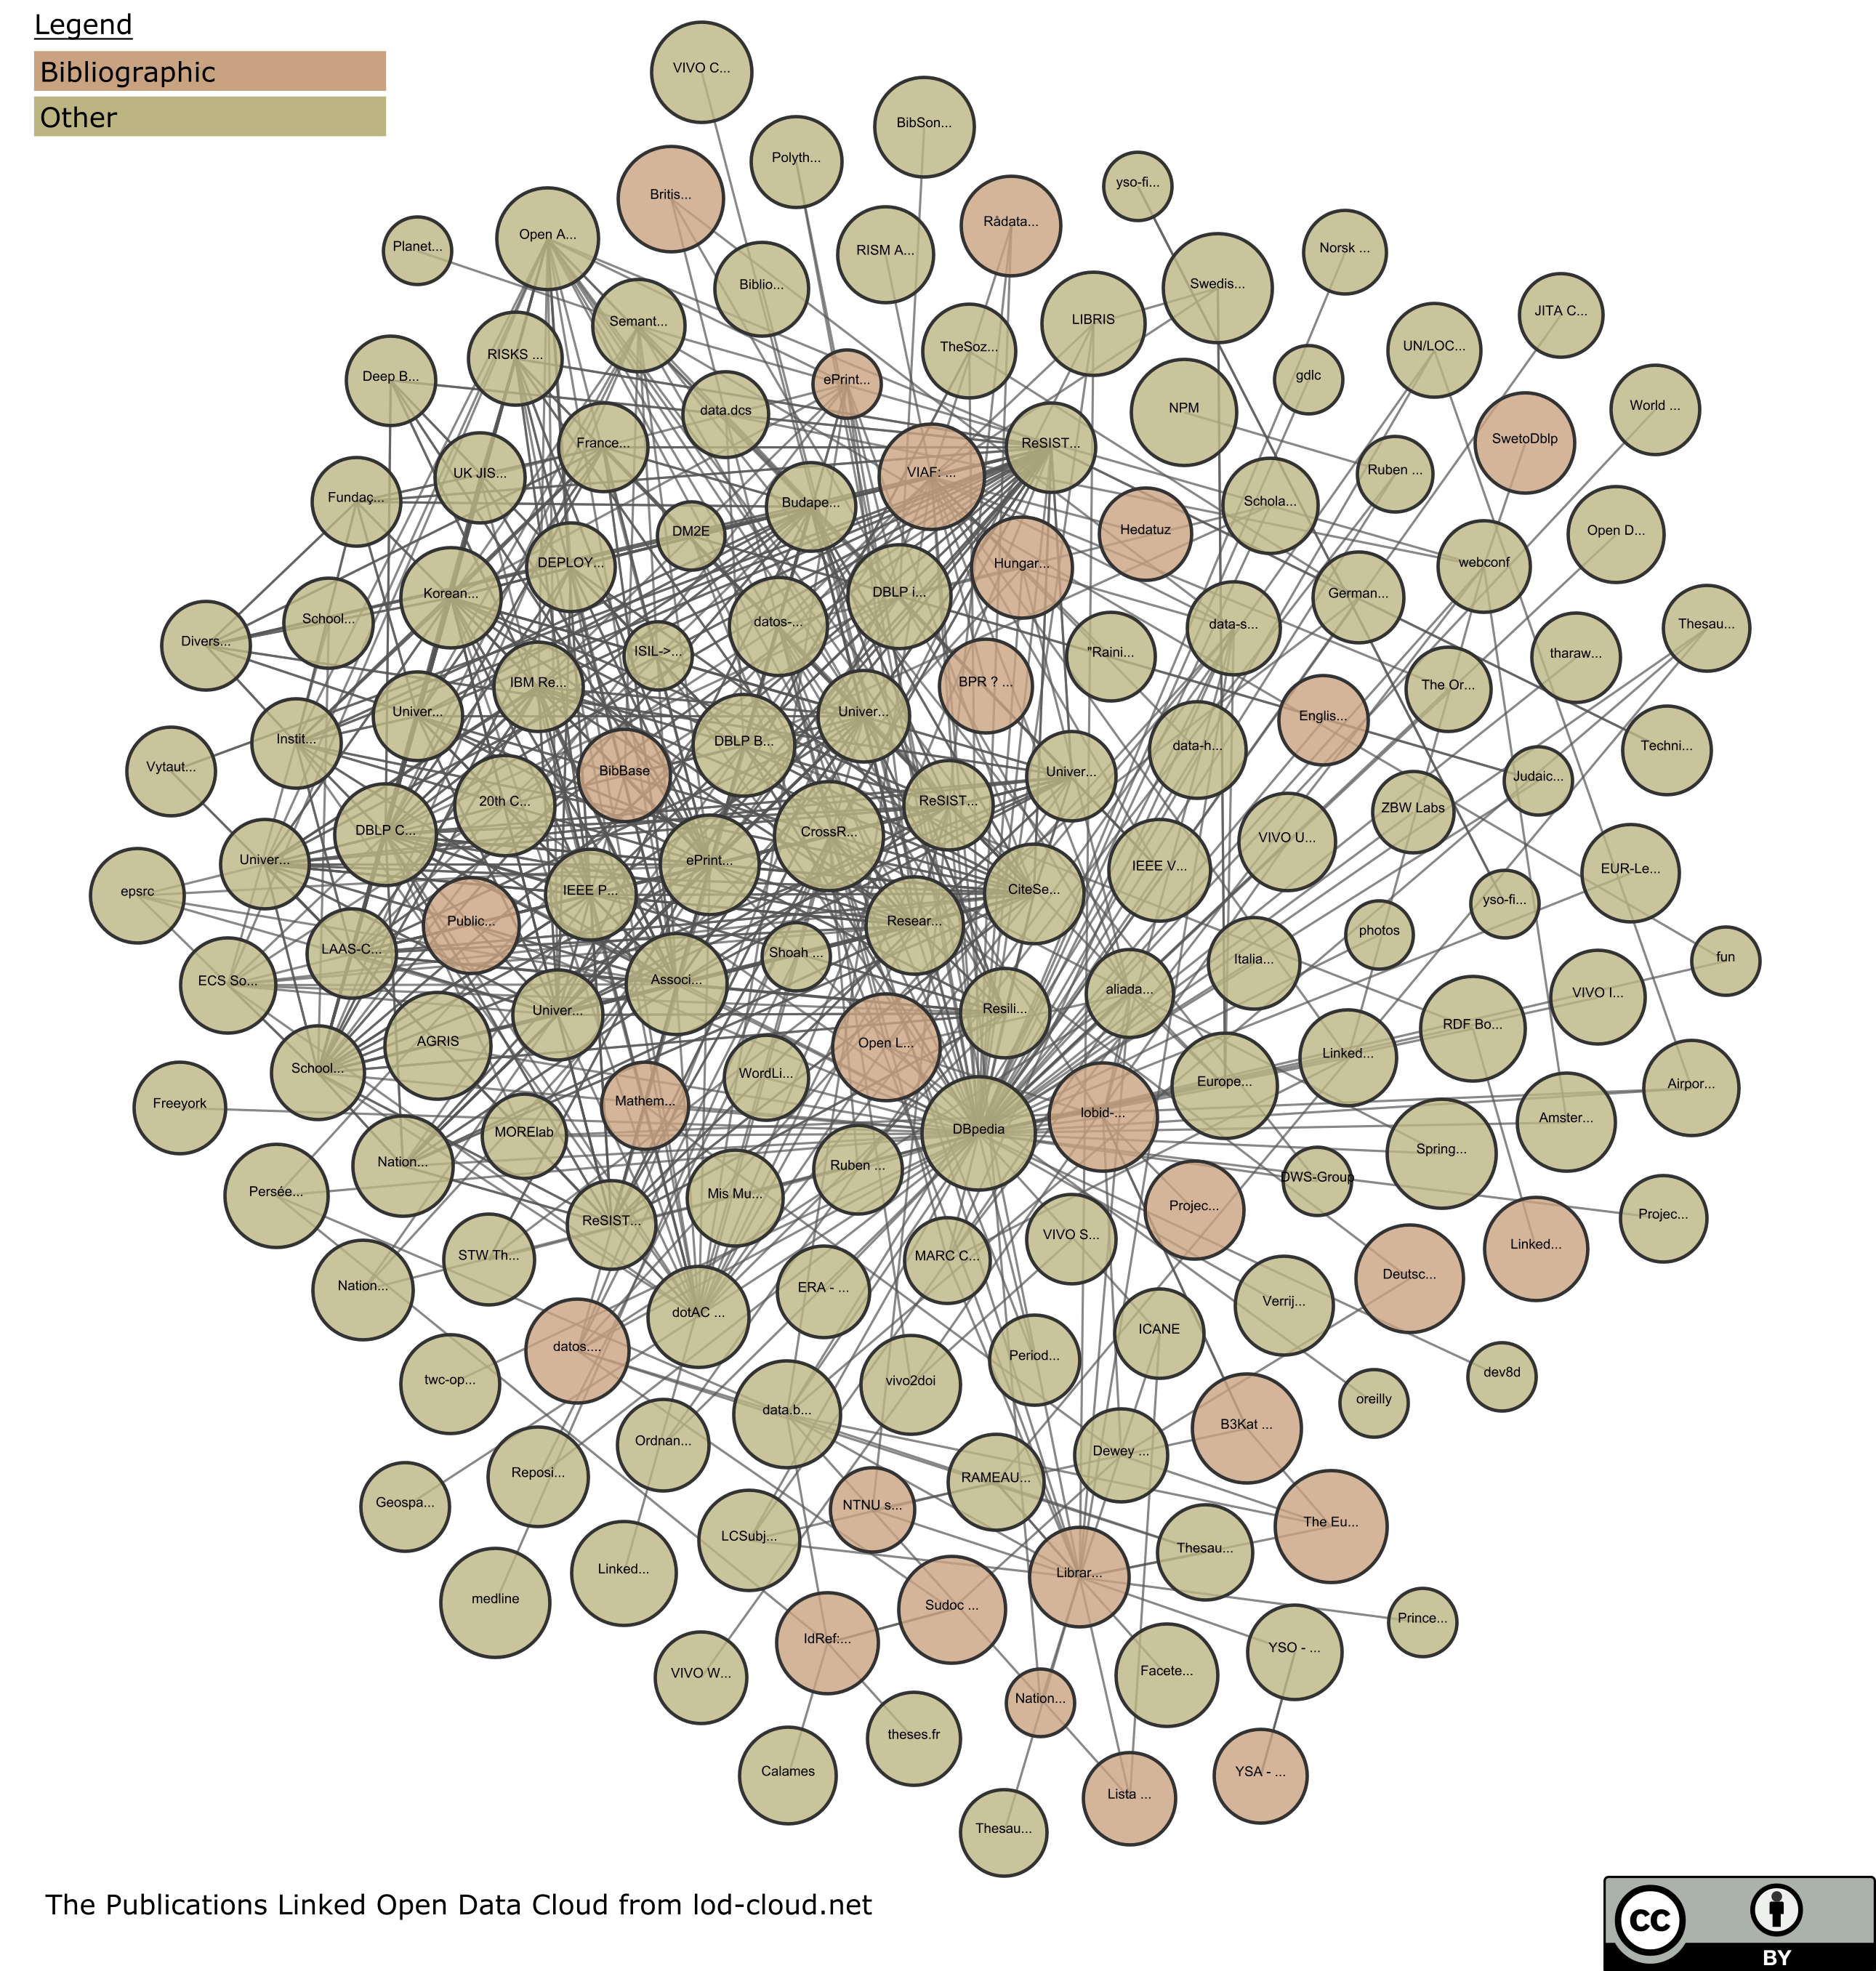 Legend
Bibliographic
Other
VIVO C...
BibSon...
Polyth...
yso-fi...
Britis...
Rådata...
Open A...
Planet...
RISM A...
Norsk ...
Biblio...
Swedis...
JITA C...
Semant...
LIBRIS
TheSoz...
UN/LOC...
RISKS ...
Deep B...
ePrint...
gdlc
data.dcs
NPM
World ...
SwetoDblp
France...
ReSIST...
UK JIS...
VIAF: ...
Ruben ...
Fundaç...
Budape...
Schola...
DM2E
Hedatuz
Open D...
DEPLOY...
Hungar...
webconf
Korean...
DBLP i...
German...
School...
datos-...
data-s...
Thesau...
Divers...
ISIL->...
"Raini...
tharaw...
IBM Re...
BPR ? ...
The Or...
Univer...
Univer...
Englis...
Instit...
DBLP B...
data-h...
Techni...
Vytaut...
BibBase
Univer...
Judaic...
20th C...
ReSIST...
ZBW Labs
DBLP C...
CrossR...
VIVO U...
Univer...
ePrint...
IEEE V...
EUR-Le...
epsrc
IEEE P...
CiteSe...
yso-fi...
Public...
Resear...
photos
LAAS-C...
Shoah ...
Italia...
fun
ECS So...
Associ...
aliada...
VIVO I...
Univer...
Resili...
RDF Bo...
AGRIS
Open L...
Linked...
School...
WordLi...
Europe...
Airpor...
Freeyork
Mathem...
lobid-...
Amster...
MORElab
DBpedia
Spring...
Nation...
Ruben ...
DWS-Group
Persée...
Mis Mu...
Projec...
Projec...
ReSIST...
VIVO S...
Linked...
STW Th...
MARC C...
Deutsc...
Nation...
ERA - ...
Verrij...
dotAC ...
ICANE
datos....
Period...
twc-op...
vivo2doi
dev8d
data.b...
oreilly
Ordnan...
B3Kat ...
Dewey ...
Reposi...
RAMEAU...
Geospa...
NTNU s...
The Eu...
LCSubj...
Thesau...
Linked...
Librar...
medline
Sudoc ...
Prince...
IdRef:...
YSO - ...
VIVO W...
Facete...
Nation...
theses.fr
Calames
YSA - ...
Lista ...
Thesau...
The Publications Linked Open Data Cloud from lod-cloud.net
cc
BY